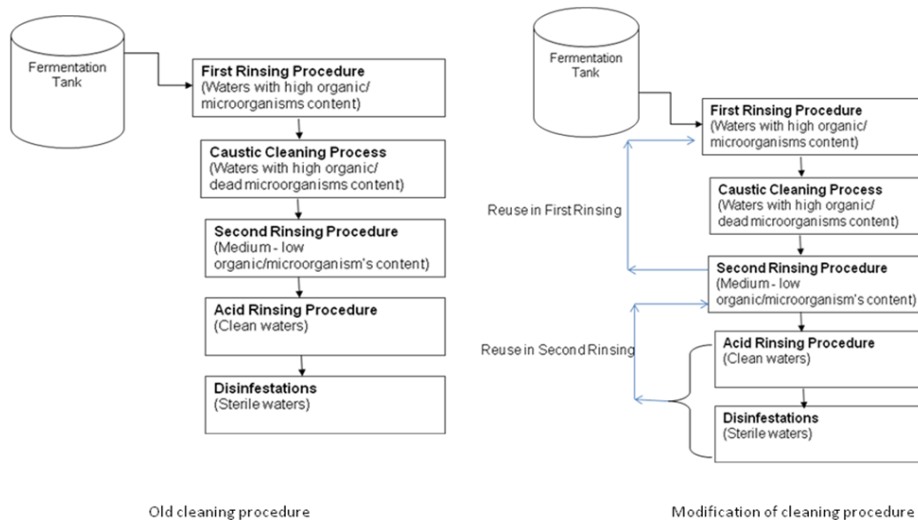 Fermentation
Tank
First Rinsing Procedure
(Waters with high organic/
microorganisms content)
Caustic Cleaning Process
(Waters with high organic/
dead microorganisms content)
Second Rinsing Procedure
(Medium - low
organic/microorganism's content)
Acid Rinsing Procedure
(Clean waters)
Disinfestations
(Sterile waters)
Old cleaning procedure
Fermentation
Tank
First Rinsing Procedure
(Waters with high organic/
microorganisms content)
Reuse in First Rinsing
Caustic Cleaning Process
(Waters with high organic/
dead microorganisms content)
Second Rinsing Procedure
(Medium - low
organic/microorganism's content)
Reuse in Second Rinsing
Acid Rinsing Procedure
(Clean waters)
Disinfestations
(Sterile waters)
Modification of cleaning procedure